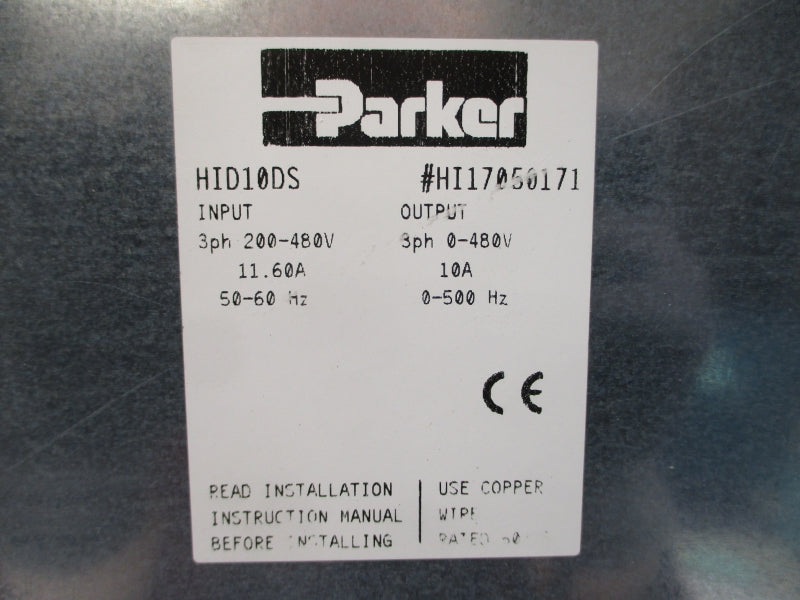 Parker
HID10DS #HI17050171
INPUT OUTPUT
3ph 200-480V 3ph 0-480V
11.60A 10A
50-60 Hz 0-500 Hz
CE
READ INSTALLATION USE COPPER
INSTRUCTION MANUAL WIRE
BEFORE INSTALLING RATED